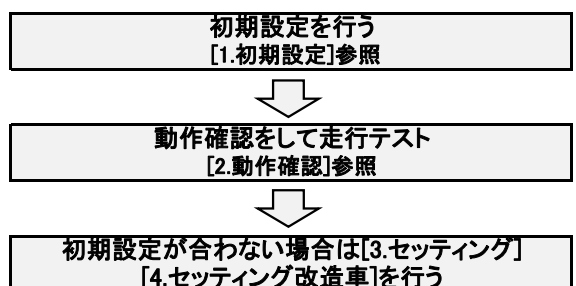 初期設定を行う
[1.初期設定]参照
動作確認をして走行テスト
[2.動作確認]参照
初期設定が合わない場合は[3.セッティング]
[4.セッティング改造車]を行う